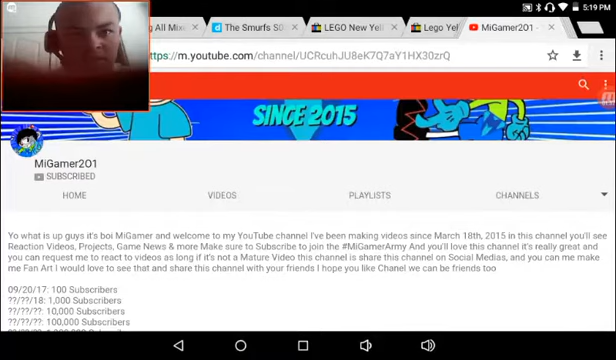 5:19 PM
ng All Mixe
The Smurfs S0
LEGO New Yell
Lego Yel
MiGamer2O1 -
https://m.youtube.com/channel/UCRcuhJU8eK7Q7aY1HX30zrQ
SINCE 2015
MiGamer2O1
SUBSCRIBED
HOME
VIDEOS
PLAYLISTS
CHANNELS
Yo what is up guys it's boi MiGamer and welcome to my YouTube channel I've been making videos since March 18th, 2015 in this channel you'll see
Reaction Videos, Projects, Game News & more Make sure to Subscribe to join the #MiGamerArmy And you'll love this channel it's really great and
you can request me to react to videos as long if it's not a Mature Video this channel is share this channel on Social Medias, and you can me make
me Fan Art I would love to see that and share this channel with your friends I hope you like Chanel we can be friends too
09/20/17: 100 Subscribers
??/??/18: 1,000 Subscribers
??/??/??: 10,000 Subscribers
??/??/??: 100,000 Subscribers